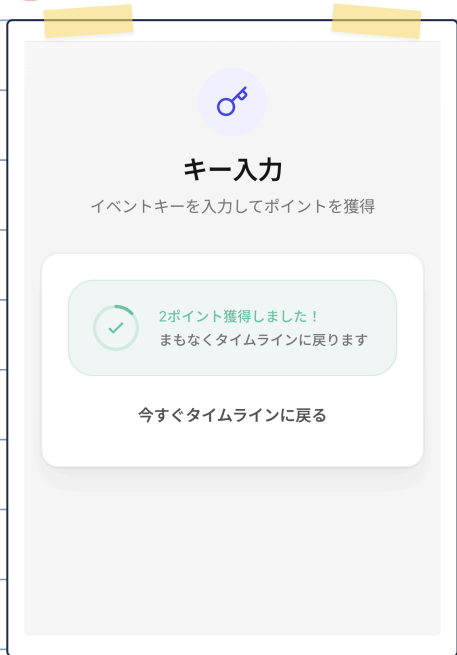 キー入力
イベントキーを入力してポイントを獲得
2ポイント獲得しました！
まもなくタイムラインに戻ります
今すぐタイムラインに戻る